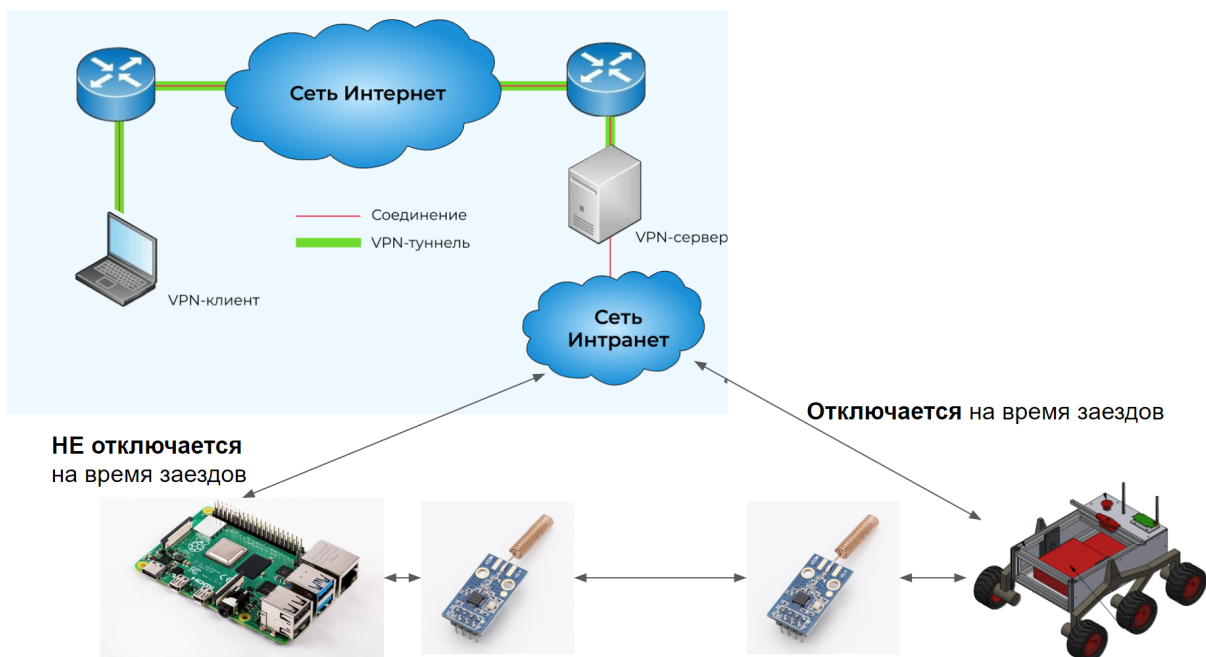 Сеть Интернет
Соединение
VPN-туннель
VPN-сервер
VPN-клиент
Сеть
Интранет
Отключается на время заездов
НЕ отключается
на время заездов
HDMI